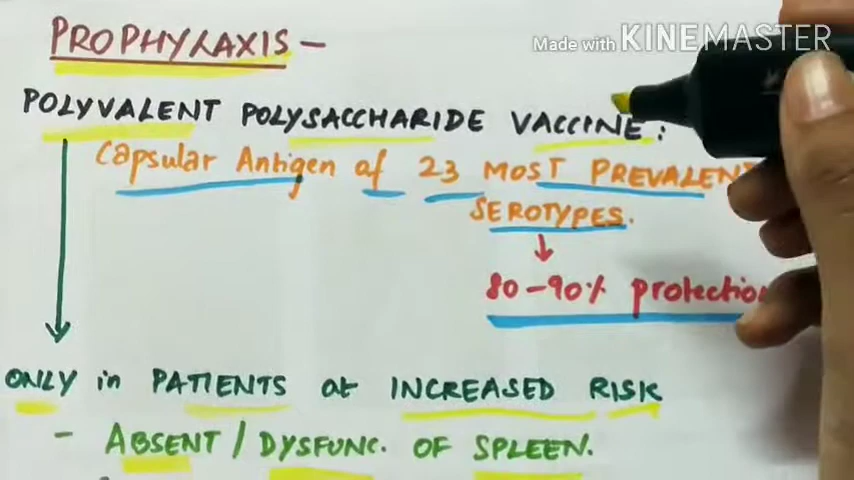 Made with KINEMASTER
PROPHYLAXIS -
POLYVALENT POLYSACCHARIDE VACCINE:
Capsular Antigen of 23 MOST PREVALENT
SEROTYPES.
80-90% protection
ONLY in PATIENTS at INCREASED RISK
- ABSENT / DYSFUNC. OF SPLEEN.